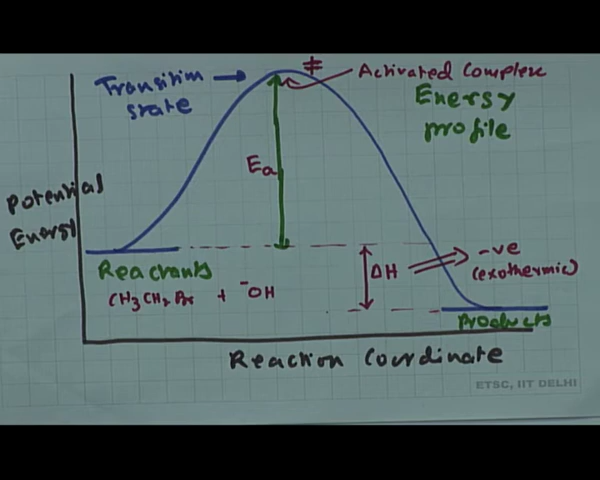 Transition
state
≠
Activated Complex
Energy
profile
Ea
Potential
Energy
Reactants
CH3CH2Br + ⁻OH
ΔH
-ve
(exothermic)
Products
Reaction Coordinate
ETSC, IIT DELHI